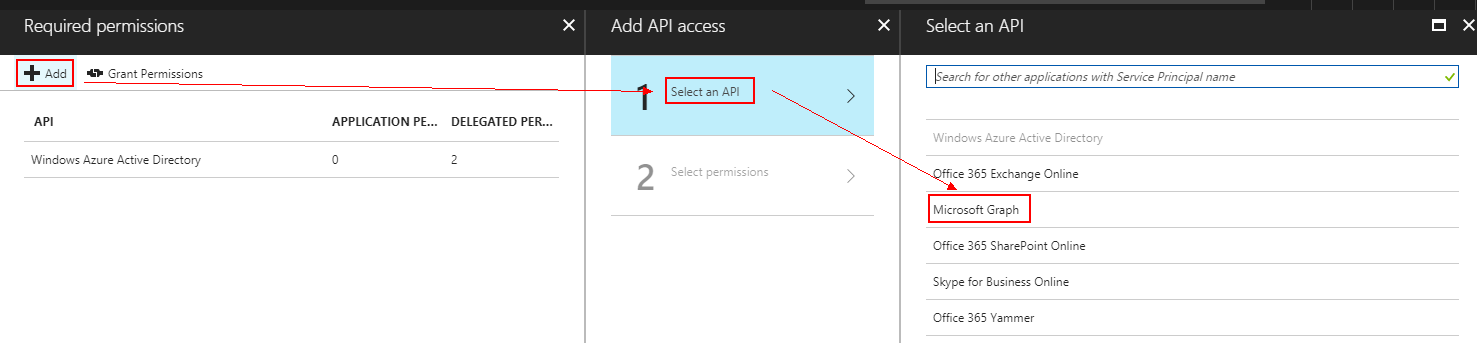 Required permissions
Add
Grant Permissions
API APPLICATION PE... DELEGATED PER...
Windows Azure Active Directory 0 2
Add API access
1 Select an API
2 Select permissions
Select an API
Search for other applications with Service Principal name
Windows Azure Active Directory
Office 365 Exchange Online
Microsoft Graph
Office 365 SharePoint Online
Skype for Business Online
Office 365 Yammer